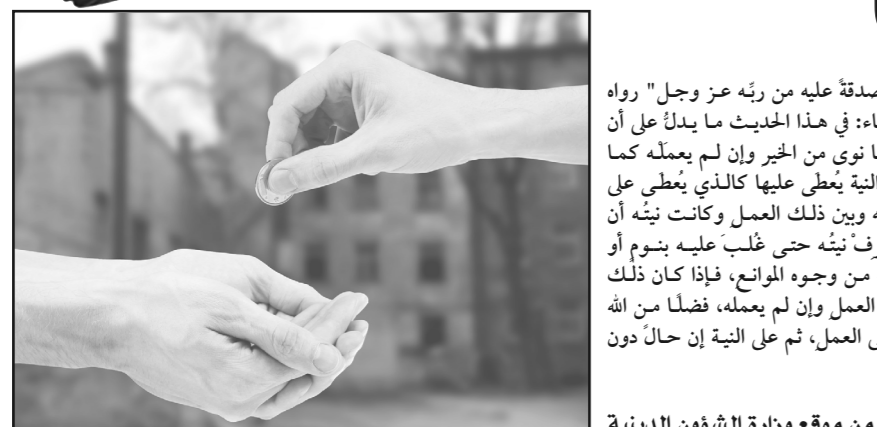 صدقةً عليه من ربِّه عز وجل" رواه
في هذا الحديث ما يدلُّ على أن
نوى من الخير وإن لم يعملْه كما
النية يُعطَى عليها كالذي يُعطَى على
وبين ذلك العملِ وكانت نيتُه أن
نيتُه حتى غُلبَ عليه بنومٍ أو
من وجوه الموانعِ، فإذا كان ذلك
العملِ وإن لم يعمله، فضلًا من الله
العملِ، ثم على النية إن حالَ دون
من موقع وزارة الشؤون الدينية